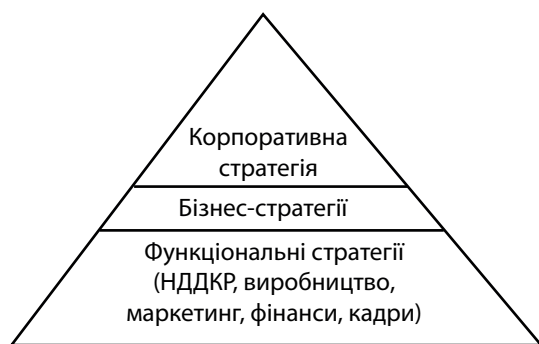 Корпоративна
стратегія
Бізнес-стратегії
Функціональні стратегії
(НДДКР, виробництво,
маркетинг, фінанси, кадри)